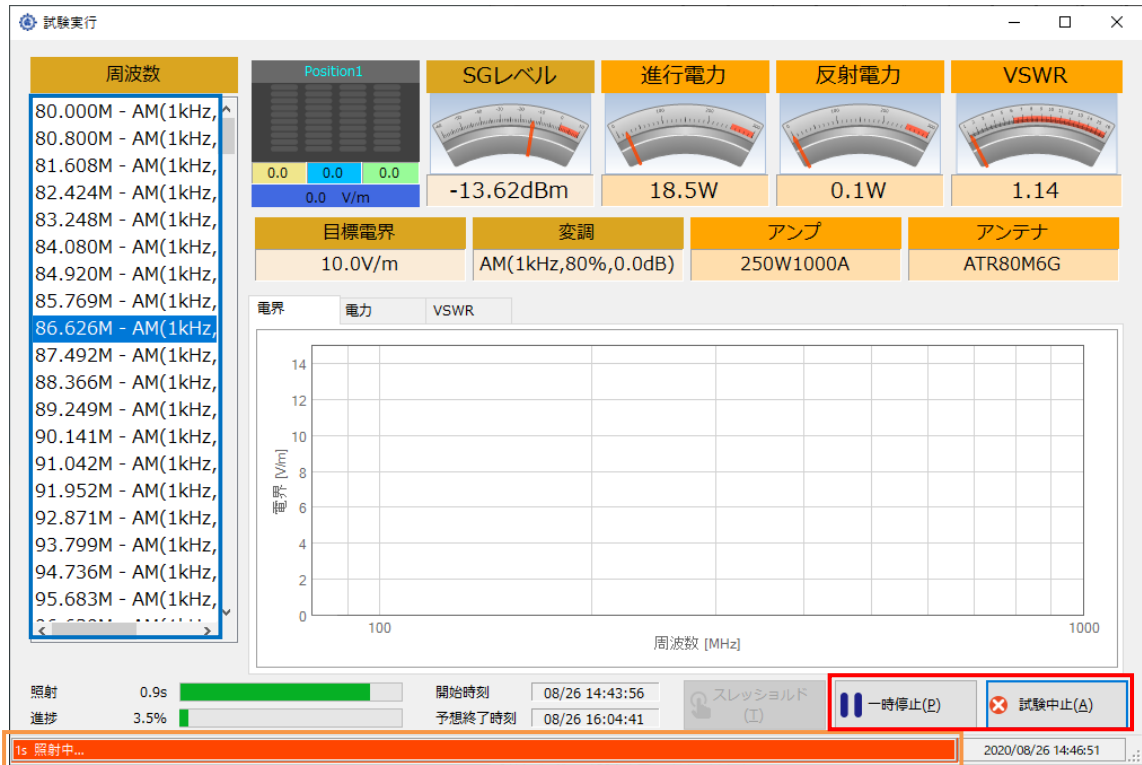 試験実行
周波数
80.000M - AM(1kHz,
80.800M - AM(1kHz,
81.608M - AM(1kHz,
82.424M - AM(1kHz,
83.248M - AM(1kHz,
84.080M - AM(1kHz,
84.920M - AM(1kHz,
85.769M - AM(1kHz,
86.626M - AM(1kHz,
87.492M - AM(1kHz,
88.366M - AM(1kHz,
89.249M - AM(1kHz,
90.141M - AM(1kHz,
91.042M - AM(1kHz,
91.952M - AM(1kHz,
92.871M - AM(1kHz,
93.799M - AM(1kHz,
94.736M - AM(1kHz,
95.683M - AM(1kHz,
Position1
0.0 0.0 0.0
0.0 V/m
SGレベル
-13.62dBm
進行電力
18.5W
反射電力
0.1W
VSWR
1.14
目標電界
10.0V/m
変調
AM(1kHz,80%,0.0dB)
アンプ
250W1000A
アンテナ
ATR80M6G
電界 電力 VSWR
電界 [V/m]
14
12
10
8
6
4
2
0
100 1000
周波数 [MHz]
照射 0.9s
進捗 3.5%
開始時刻 08/26 14:43:56
予想終了時刻 08/26 16:04:41
スレッショルド
(T)
一時停止(P)
試験中止(A)
1s 照射中...
2020/08/26 14:46:51